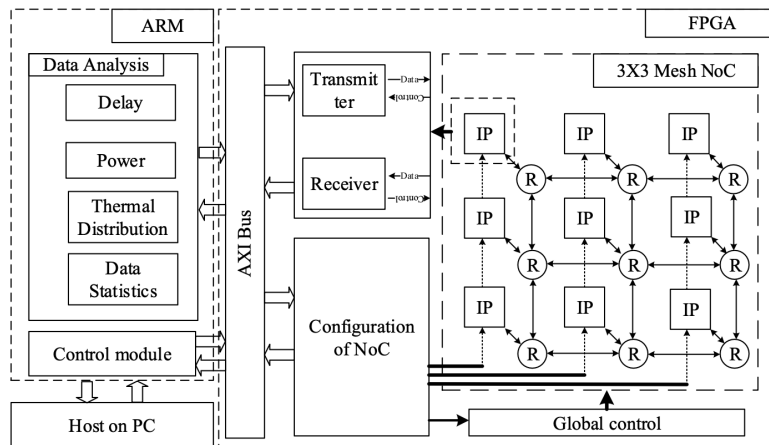 ARM
FPGA
Data Analysis
Delay
Power
Thermal
Distribution
Data
Statistics
Control module
Host on PC
AXI Bus
Transmit
ter
Data
Control
Receiver
Data
Control
Configuration
of NoC
3X3 Mesh NoC
IP
IP
IP
R
R
R
IP
IP
IP
R
R
R
IP
IP
IP
R
R
R
Global control